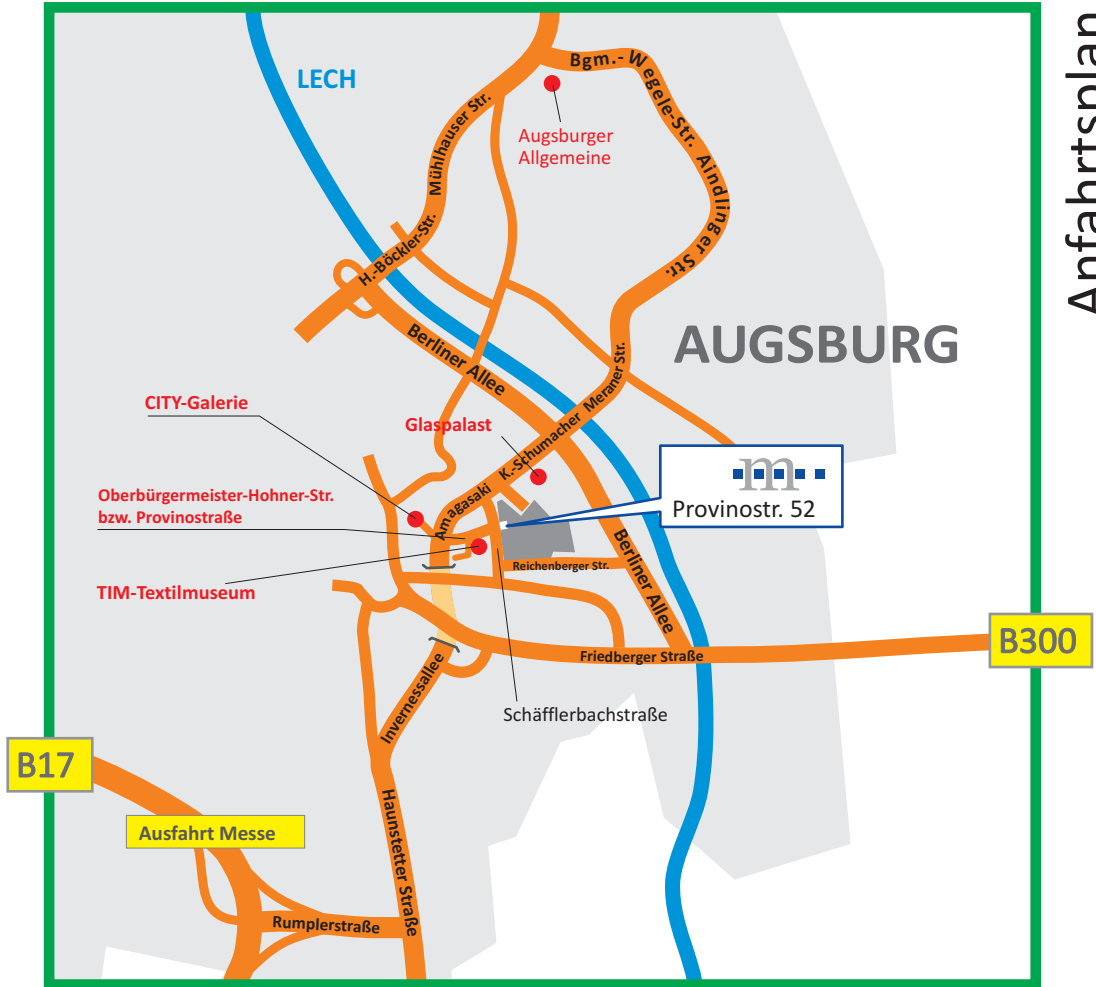 Anfahrtsplan
LECH
Bgm.- Wegele-Str.
Aindlinger Str.
Mühlhauser Str.
Augsburger
Allgemeine
H.-Böckler-Str.
Berliner Allee
AUGSBURG
Meraner Str.
K.-Schumacher
CITY-Galerie
Glaspalast
m
Provinostr. 52
Amagasaki
Oberbürgermeister-Hohner-Str.
bzw. Provinostraße
Reichenberger Str.
Berliner Allee
TIM-Textilmuseum
B300
Friedberger Straße
Invernessallee
Schäfflerbachstraße
B17
Ausfahrt Messe
Haunstetter Straße
Rumplerstraße